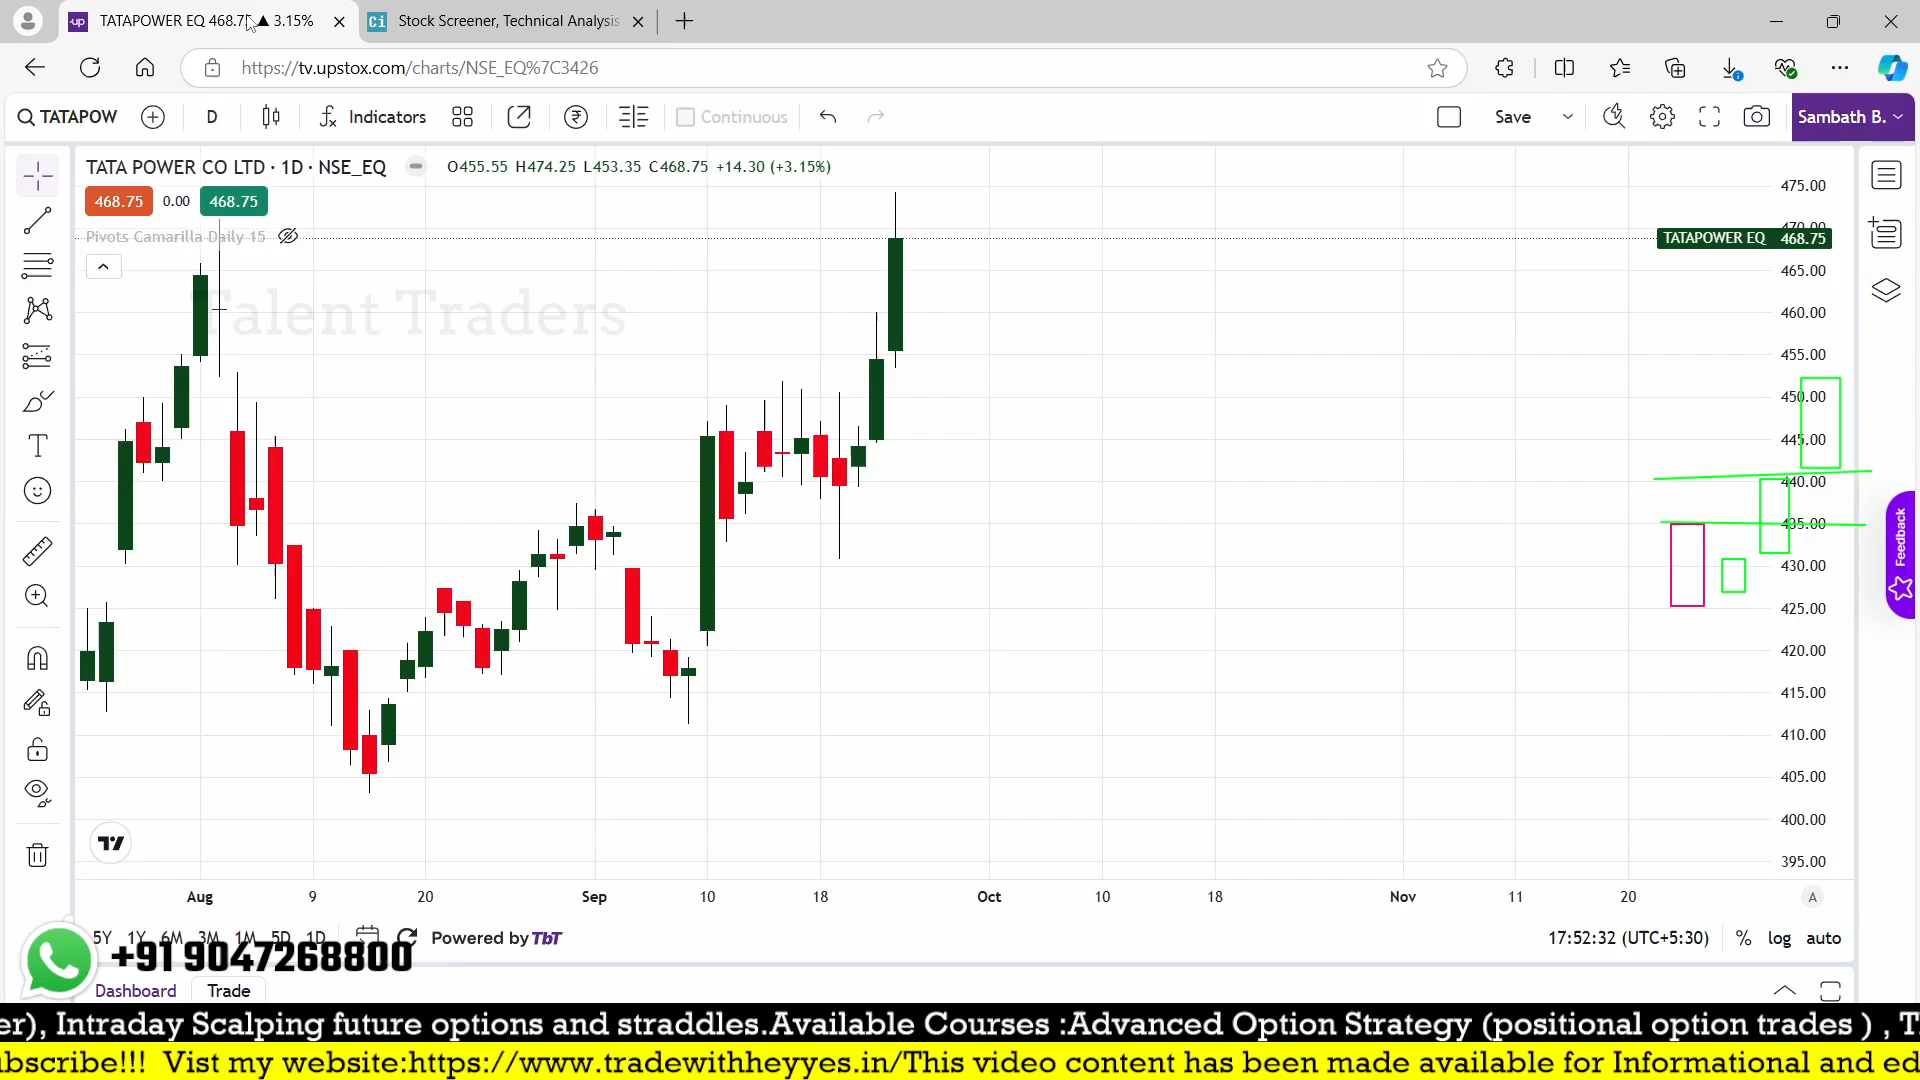 TATAPOWER EQ 468.7 ▲ 3.15%
Ci Stock Screener, Technical Analysis
https://tv.upstox.com/charts/NSE_EQ%7C3426
TATAPOW D Indicators Continuous Save Sambath B.
TATA POWER CO LTD · 1D · NSE_EQ O455.55 H474.25 L453.35 C468.75 +14.30 (+3.15%)
468.75 0.00 468.75
Pivots Camarilla Daily 15
Talent Traders
475.00
470.00
TATAPOWER EQ 468.75
465.00
460.00
455.00
450.00
445.00
440.00
435.00
430.00
425.00
420.00
415.00
410.00
405.00
400.00
395.00
Feedback
Aug 9 20 Sep 10 18 Oct 10 18 Nov 11 20 A
5Y 1Y 6M 3M 1M 5D 1D Powered by TbT 17:52:32 (UTC+5:30) % log auto
+91 9047268800
Dashboard Trade
er), Intraday Scalping future options and straddles.Available Courses :Advanced Option Strategy (positional option trades ) , T
ubscribe!!! Vist my website:https://www.tradewithheyyes.in/This video content has been made available for Informational and ed